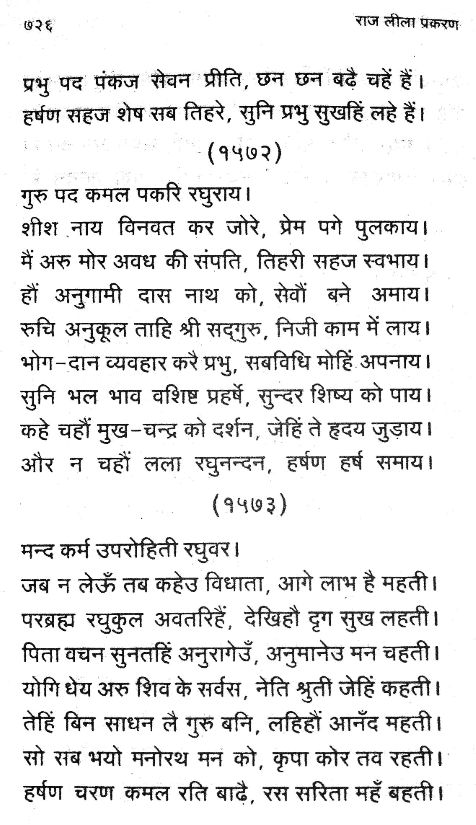 ७२६ राज लीला प्रकरण
प्रभु पद पंकज सेवन प्रीति, छन छन बढ़ै चहें हैं।
हर्षण सहज शेष सब तिहरे, सुनि प्रभु सुखहिं लहे हैं।
(१५७२)
गुरु पद कमल पकरि रघुराय।
शीश नाय विनवत कर जोरे, प्रेम पगे पुलकाय।
मैं अरु मोर अवध की संपति, तिहरी सहज स्वभाय।
हौं अनुगामी दास नाथ को, सेवौं बने अमाय।
रुचि अनुकूल ताहि श्री सद्गुरु, निजी काम में लाय।
भोग-दान व्यवहार करै प्रभु, सबविधि मोहिं अपनाय।
सुनि भल भाव वशिष्ट प्रहर्षे, सुन्दर शिष्य को पाय।
कहे चहौं मुख-चन्द्र को दर्शन, जेहिं ते हृदय जुड़ाय।
और न चहौं लला रघुनन्दन, हर्षण हर्ष समाय।
(१५७३)
मन्द कर्म उपरोहिती रघुवर।
जब न लेऊँ तब कहेउ विधाता, आगे लाभ है महती।
परब्रह्म रघुकुल अवतरिहैं, देखिहौ दृग सुख लहती।
पिता वचन सुनतहिं अनुरागेउँ, अनुमानेउ मन चहती।
योगि धेय अरु शिव के सर्वस, नेति श्रुती जेहिं कहती।
तेहिं बिन साधन लै गुरु बनि, लहिहौं आनँद महती।
सो सब भयो मनोरथ मन को, कृपा कोर तव रहती।
हर्षण चरण कमल रति बाढ़ै, रस सरिता महँ बहती।